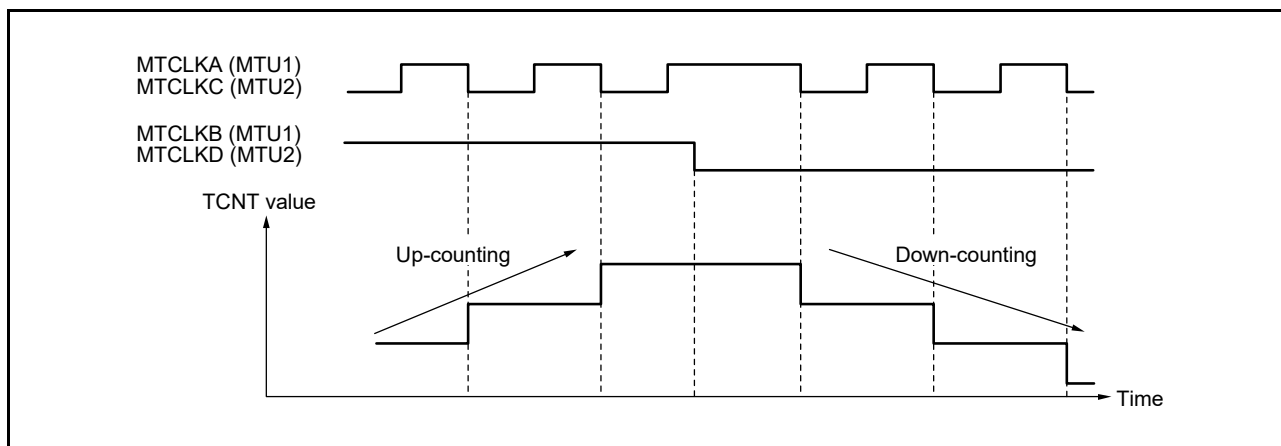 MTCLKA (MTU1)
MTCLKC (MTU2)
MTCLKB (MTU1)
MTCLKD (MTU2)
TCNT value
Up-counting
Down-counting
Time